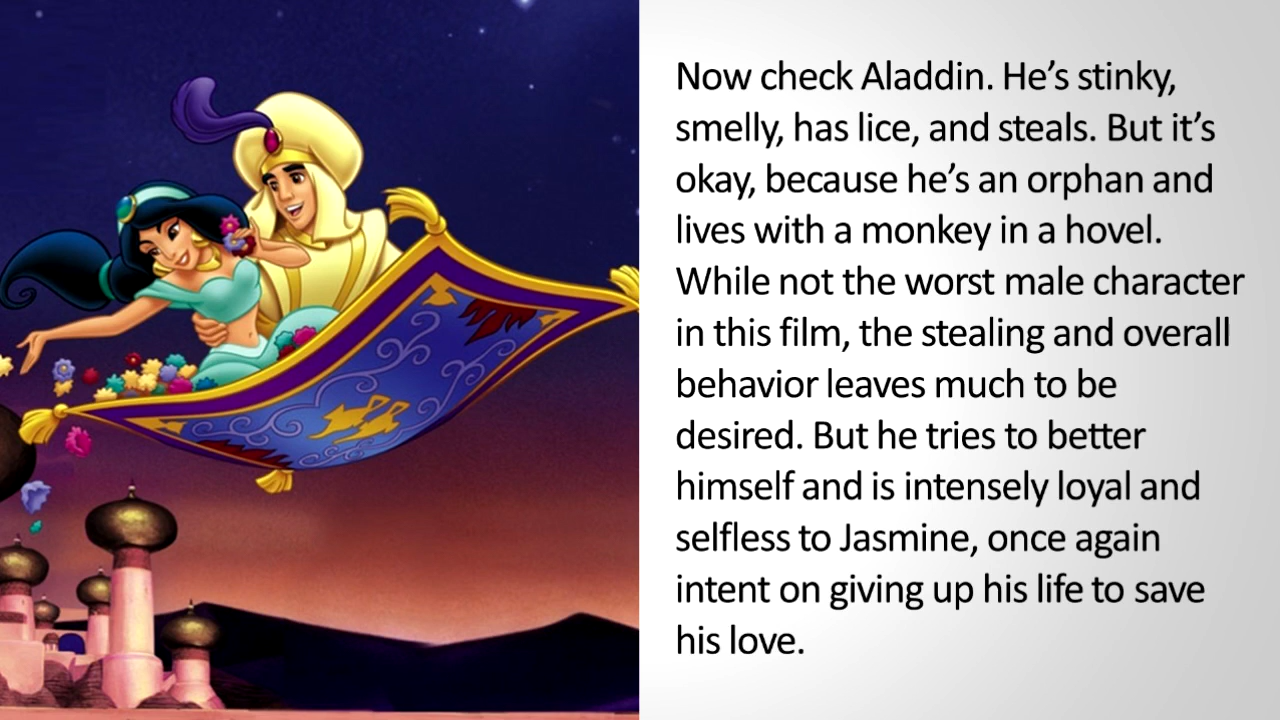 Now check Aladdin. He’s stinky,
smelly, has lice, and steals. But it’s
okay, because he’s an orphan and
lives with a monkey in a hovel.
While not the worst male character
in this film, the stealing and overall
behavior leaves much to be
desired. But he tries to better
himself and is intensely loyal and
selfless to Jasmine, once again
intent on giving up his life to save
his love.